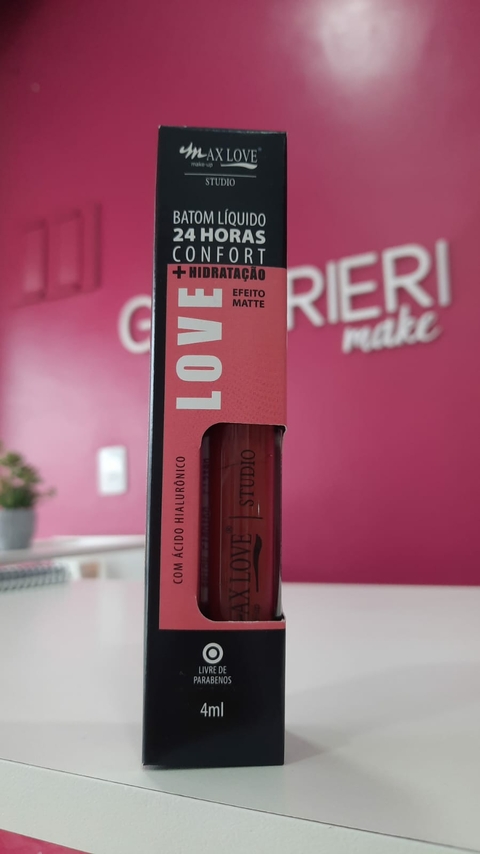 MAX LOVE
make-up
STUDIO
BATOM LÍQUIDO
24 HORAS
CONFORT
+ HIDRATAÇÃO
EFEITO
MATTE
LOVE
COM ÁCIDO HIALURÔNICO
AX LOVE | STUDIO
LIVRE DE
PARABENOS
4ml
G RIERI
make